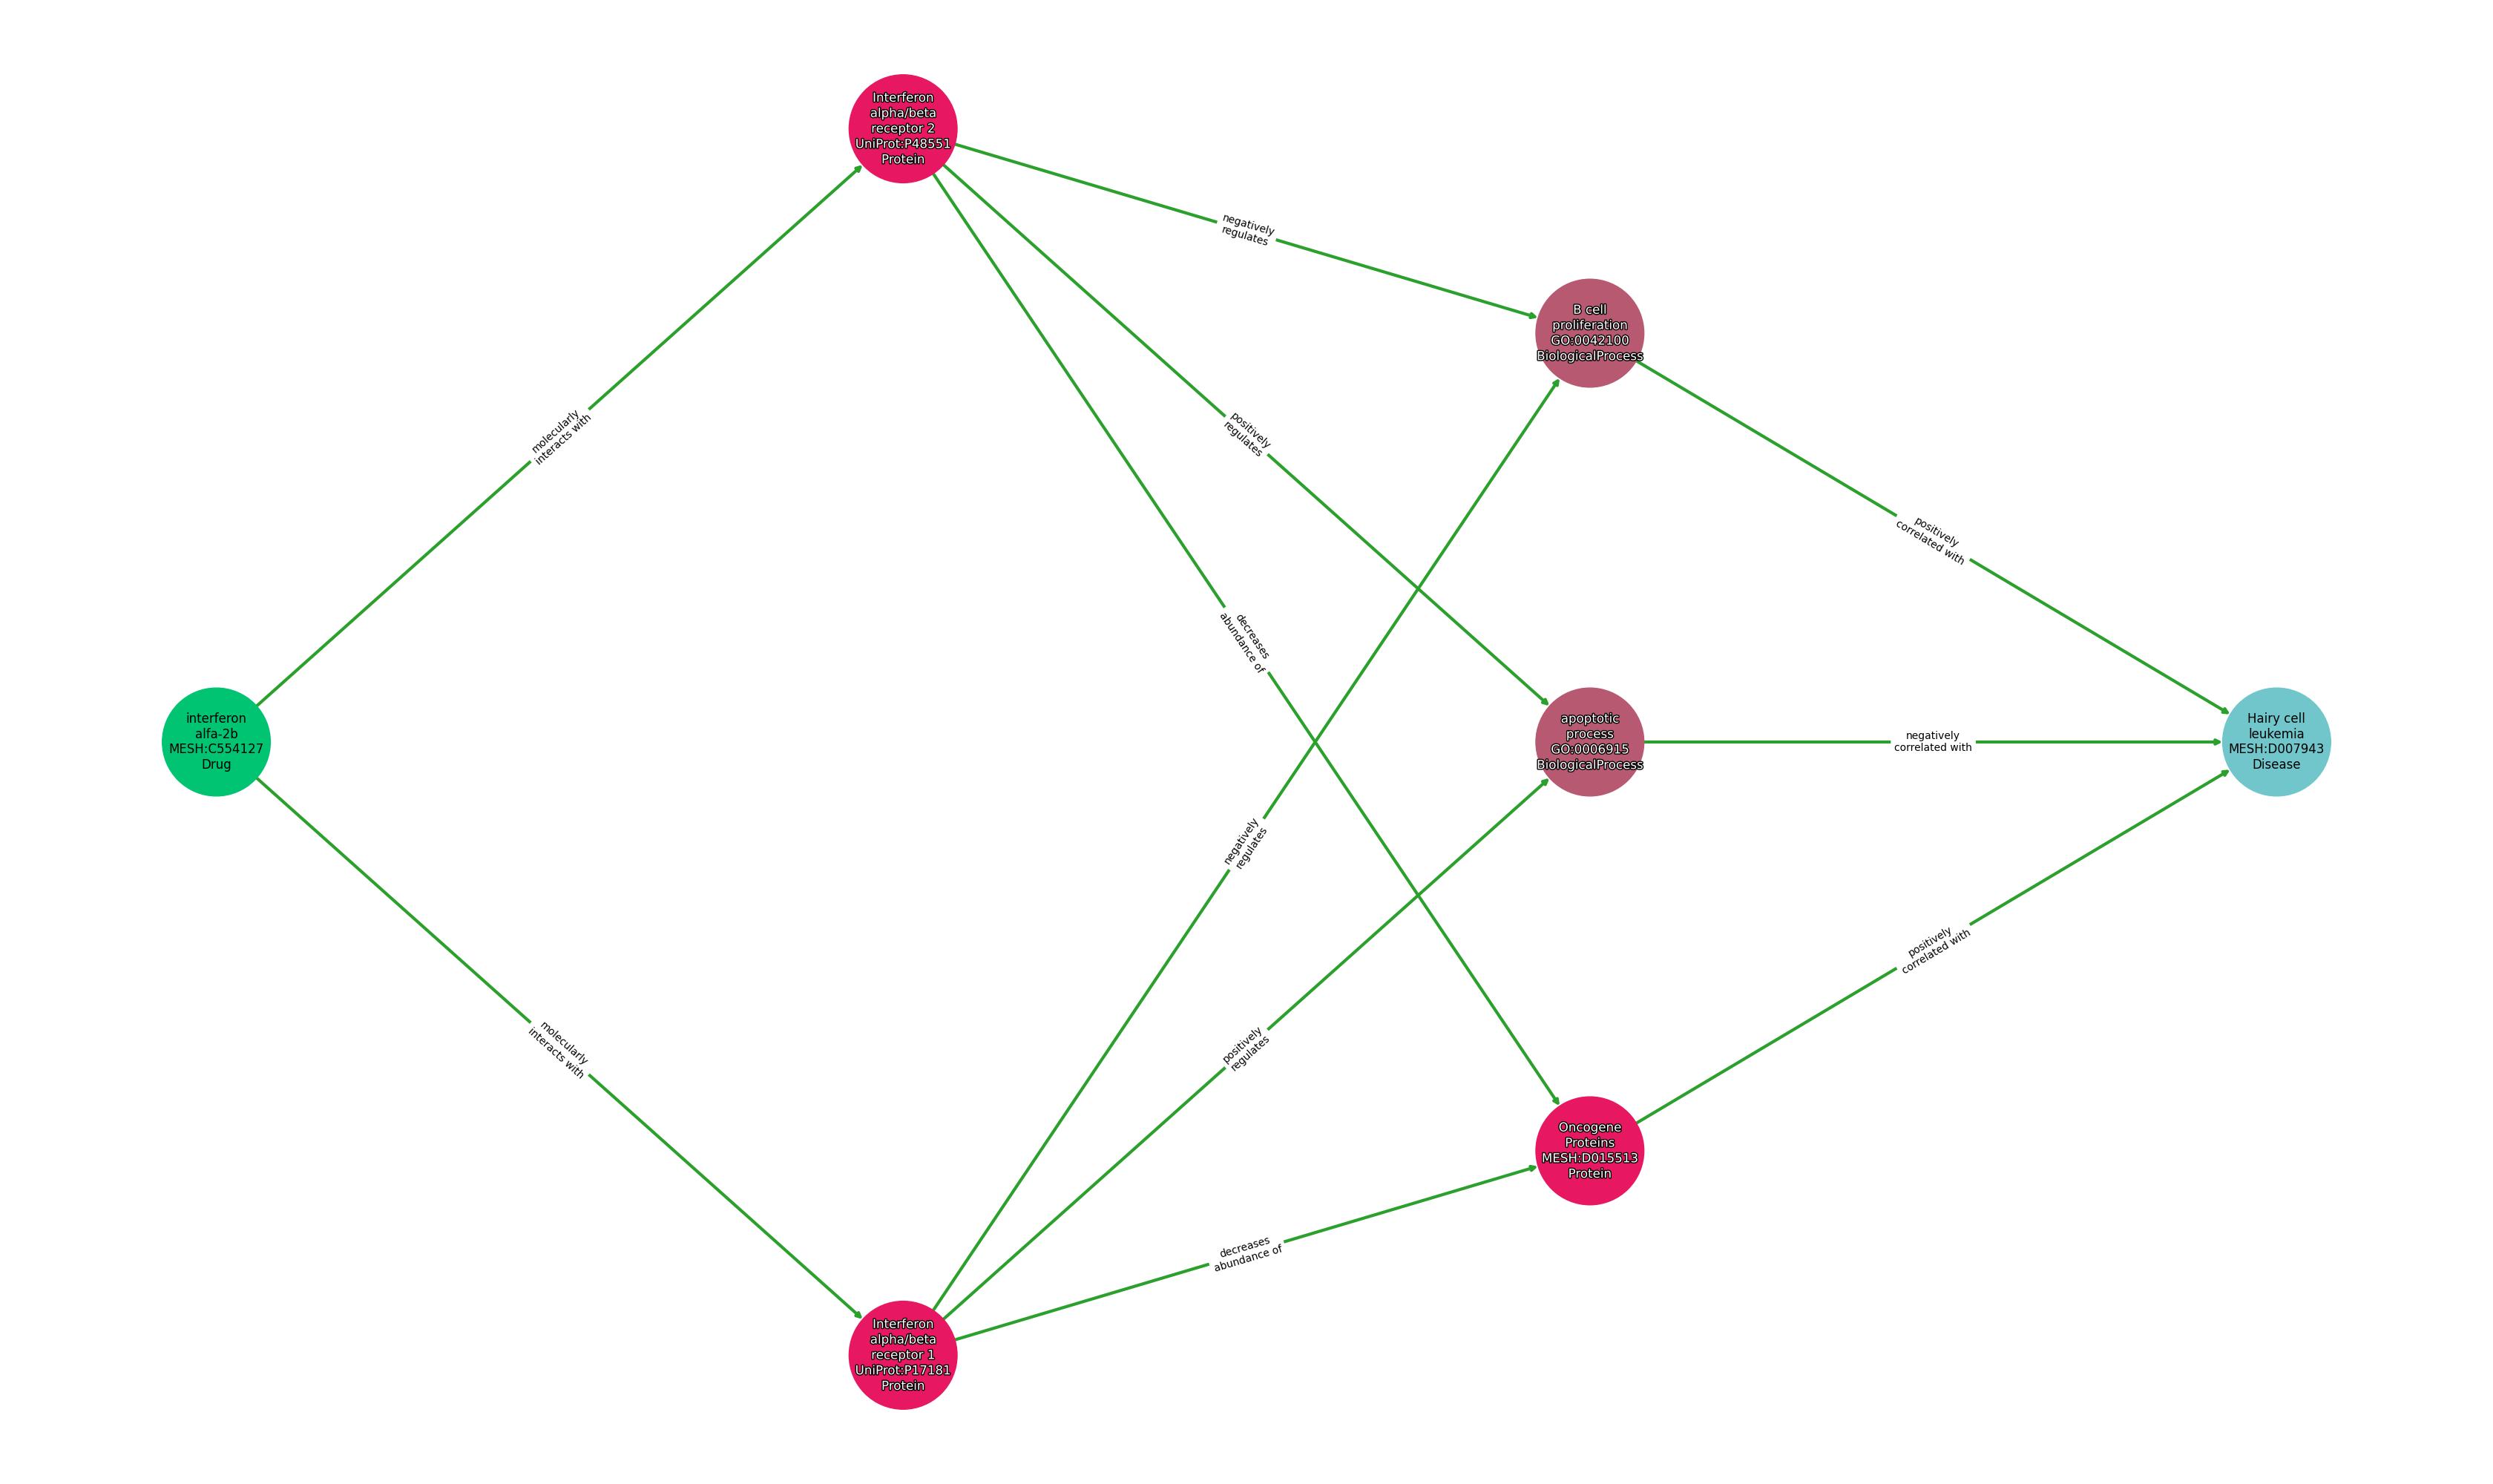 Interferon
alpha/beta
receptor 2
UniProt:P48551
Protein
negatively
regulates
B cell
proliferation
GO:0042100
BiologicalProcess
molecularly
interacts with
positively
regulates
positively
correlated with
decreases
abundance of
interferon
alfa-2b
MESH:C554127
Drug
apoptotic
process
GO:0006915
BiologicalProcess
negatively
correlated with
Hairy cell
leukemia
MESH:D007943
Disease
negatively
regulates
positively
correlated with
molecularly
interacts with
positively
regulates
Oncogene
Proteins
MESH:D015513
Protein
decreases
abundance of
Interferon
alpha/beta
receptor 1
UniProt:P17181
Protein